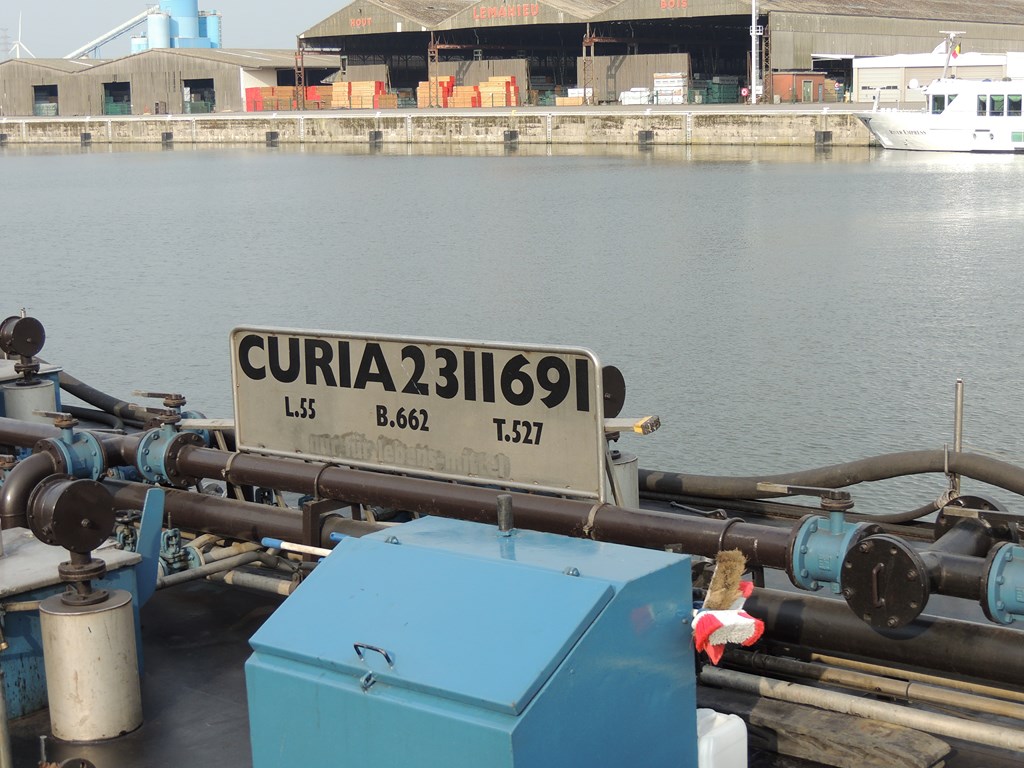 HOUT
LEMAHIEU
BOIS
CURIA 2311691
L.55 B.662 T.527